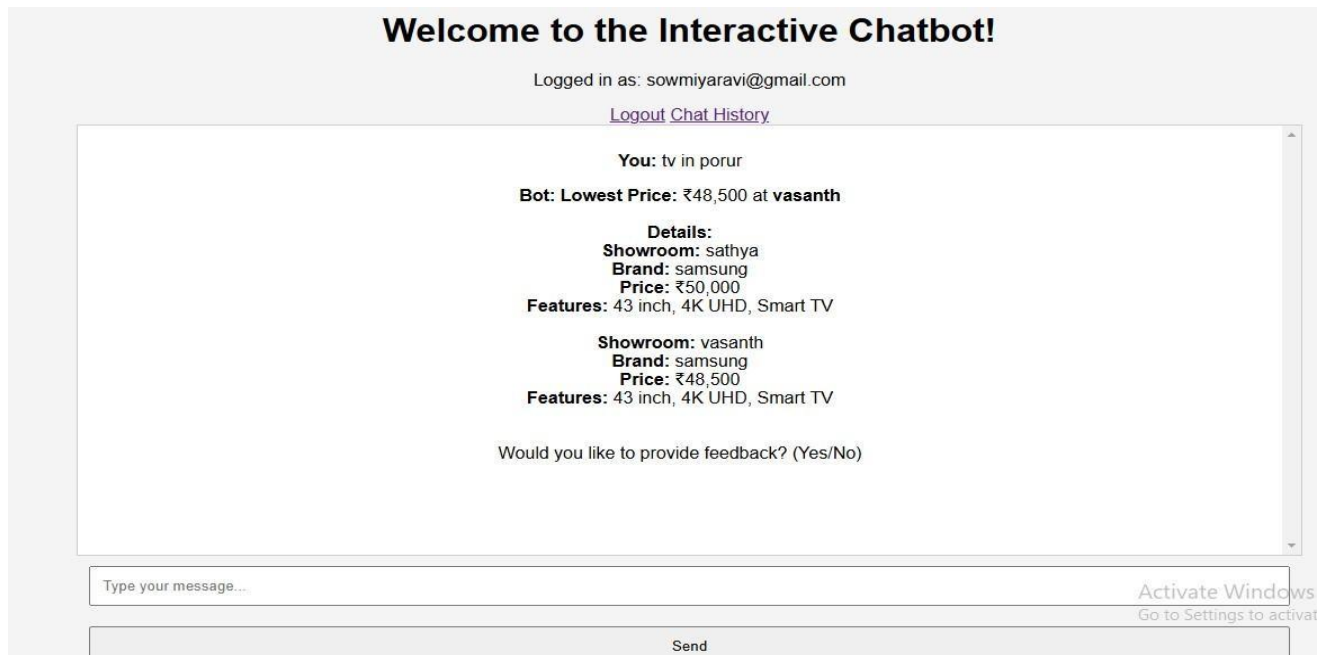 Welcome to the Interactive Chatbot!
Logged in as: sowmiyaravi@gmail.com
Logout Chat History
You: tv in porur
Bot: Lowest Price: ₹48,500 at vasanth
Details:
Showroom: sathya
Brand: samsung
Price: ₹50,000
Features: 43 inch, 4K UHD, Smart TV
Showroom: vasanth
Brand: samsung
Price: ₹48,500
Features: 43 inch, 4K UHD, Smart TV
Would you like to provide feedback? (Yes/No)
Type your message...
Activate Windows
Go to Settings to activat
Send